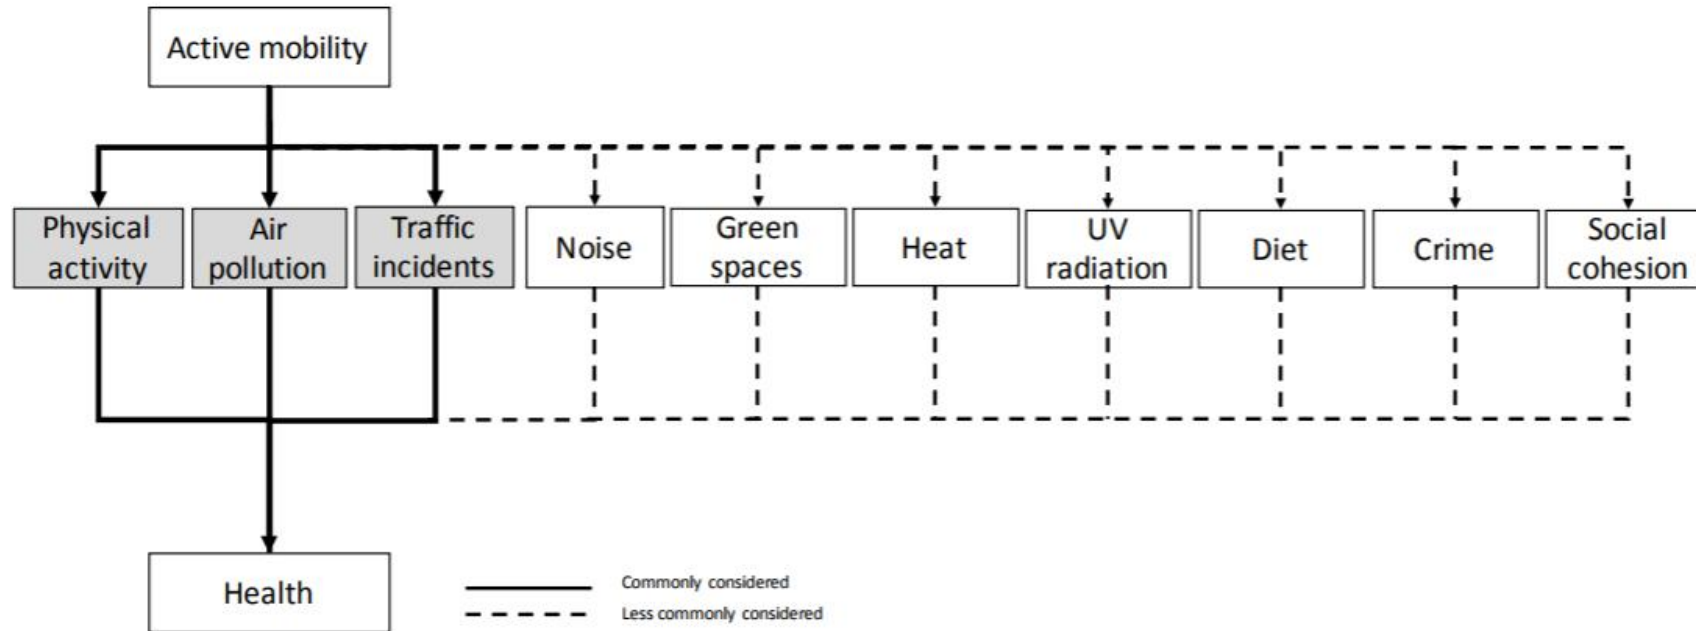 Active mobility
Physical
activity
Air
pollution
Traffic
incidents
Noise
Green
spaces
Heat
UV
radiation
Diet
Crime
Social
cohesion
Health
Commonly considered
Less commonly considered